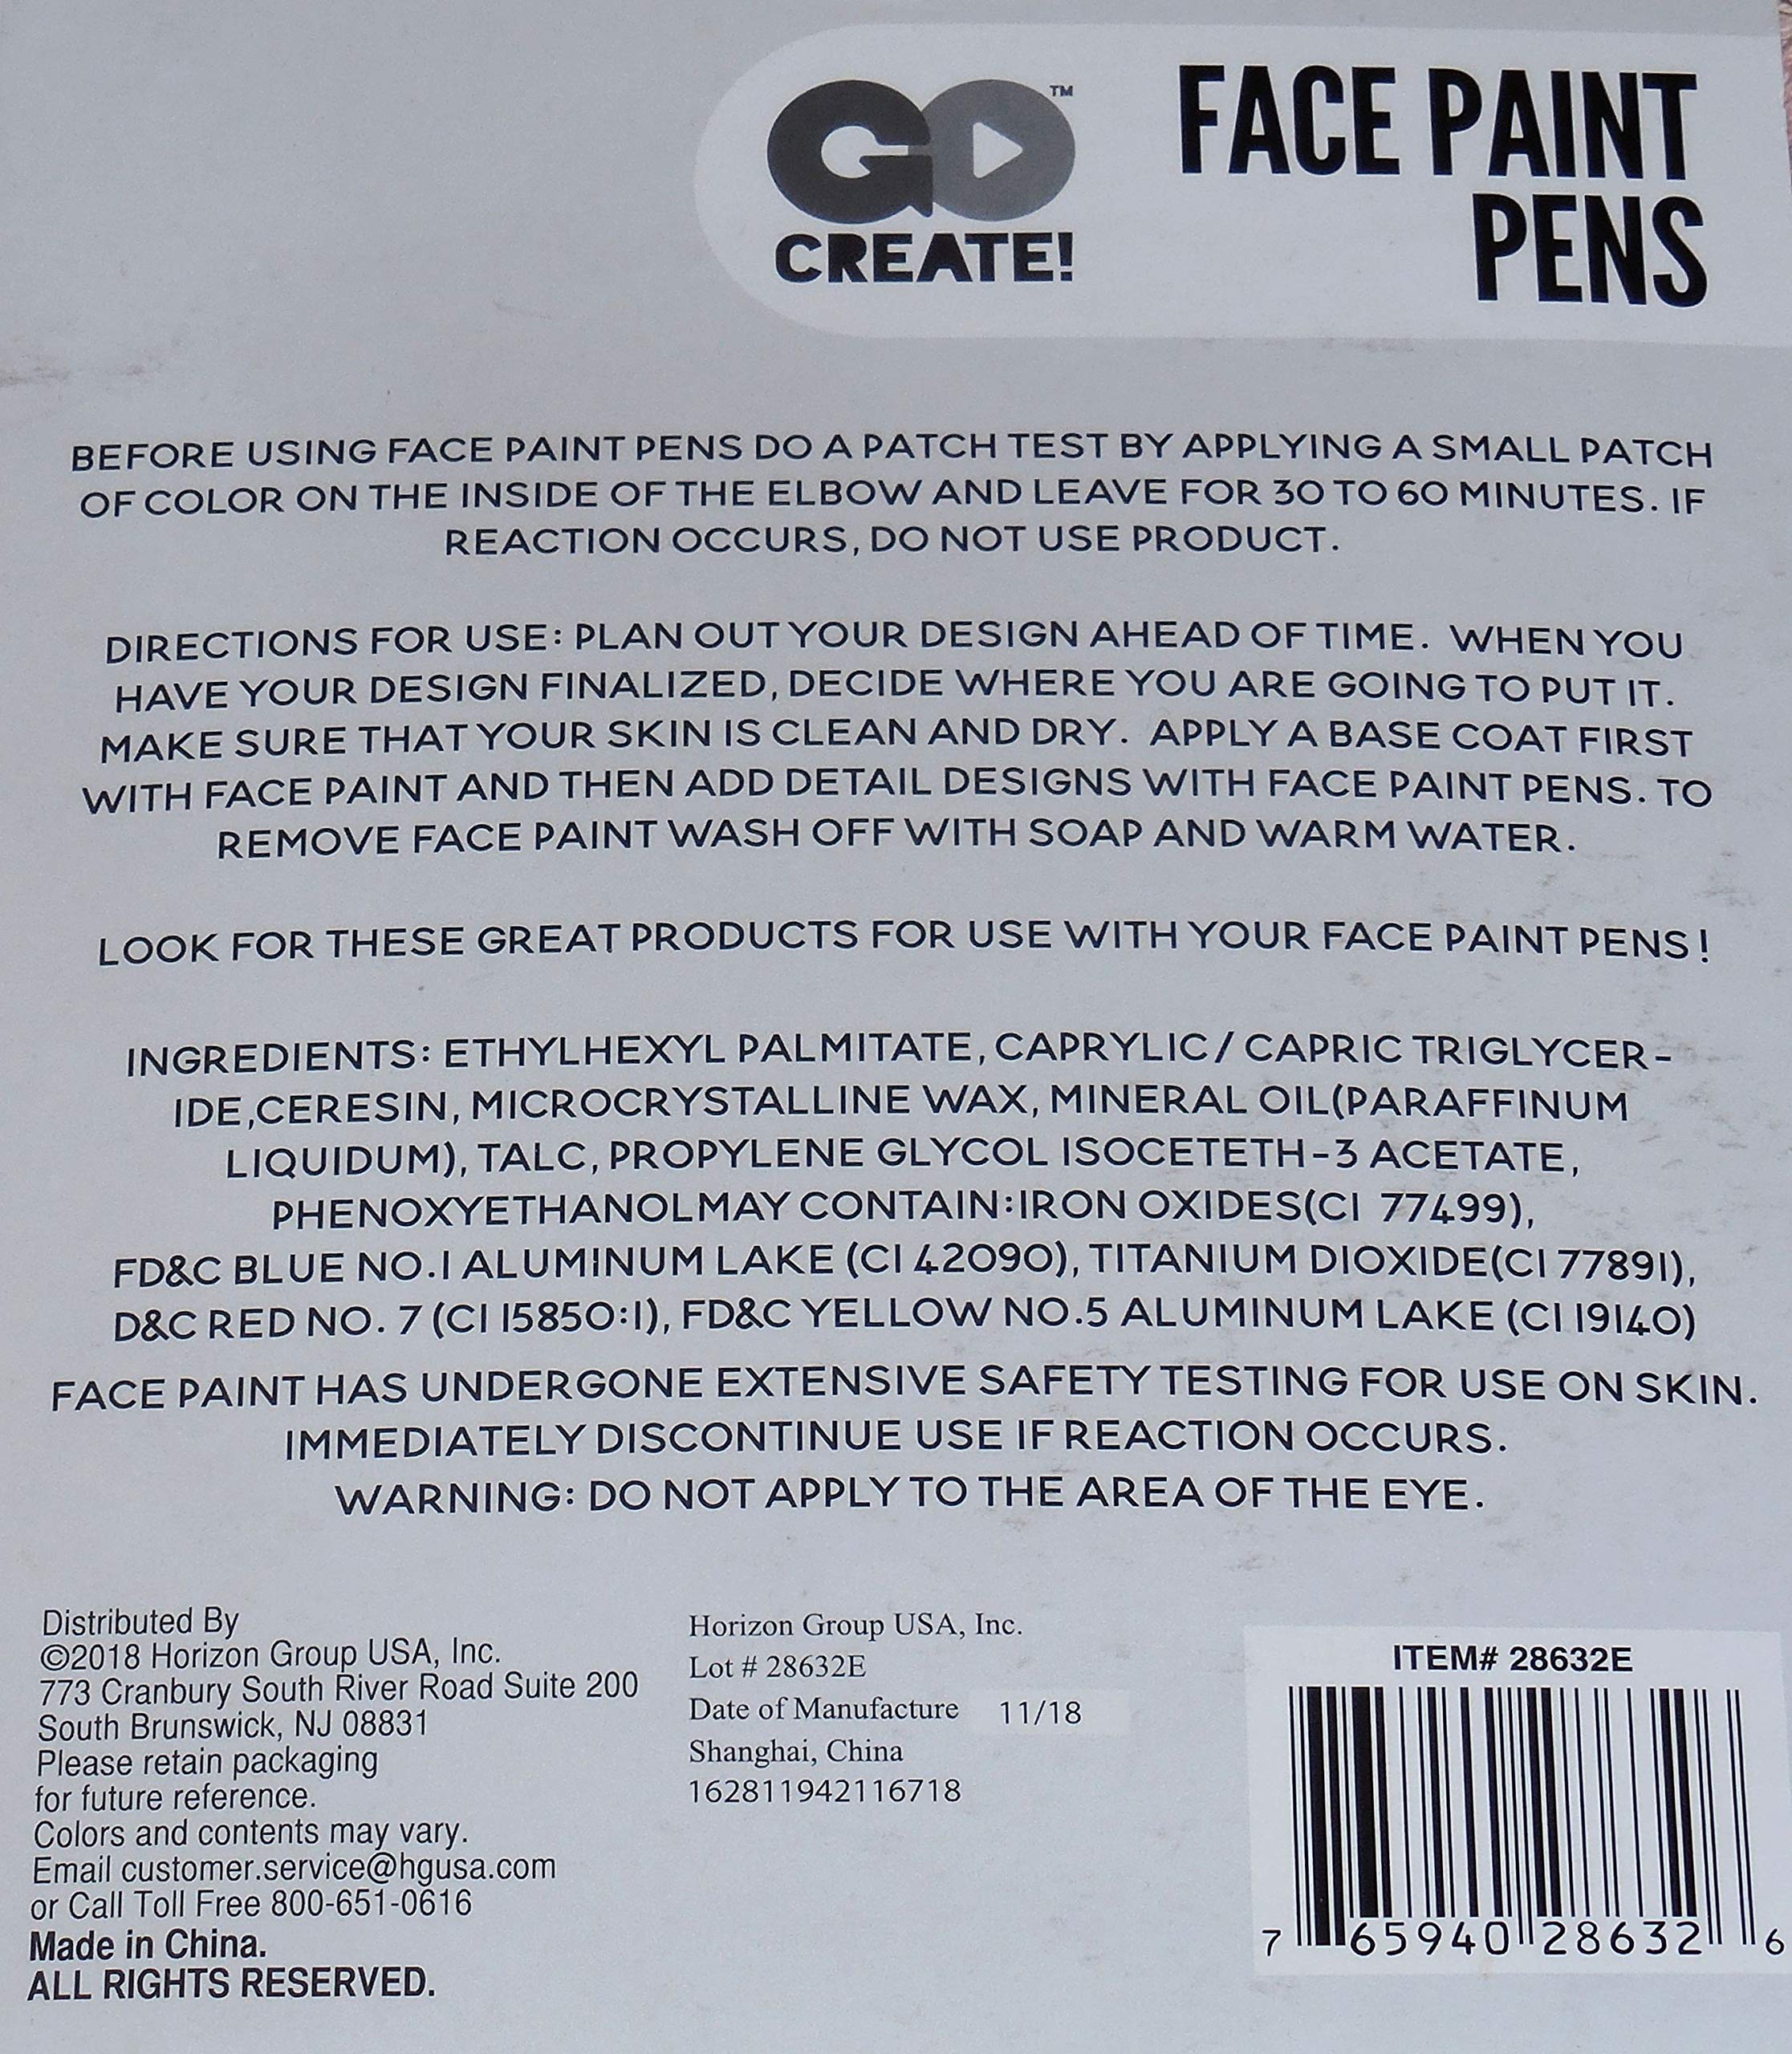 GO™
CREATE!
FACE PAINT
PENS
BEFORE USING FACE PAINT PENS DO A PATCH TEST BY APPLYING A SMALL PATCH
OF COLOR ON THE INSIDE OF THE ELBOW AND LEAVE FOR 30 TO 60 MINUTES. IF
REACTION OCCURS, DO NOT USE PRODUCT.
DIRECTIONS FOR USE: PLAN OUT YOUR DESIGN AHEAD OF TIME. WHEN YOU
HAVE YOUR DESIGN FINALIZED, DECIDE WHERE YOU ARE GOING TO PUT IT.
MAKE SURE THAT YOUR SKIN IS CLEAN AND DRY. APPLY A BASE COAT FIRST
WITH FACE PAINT AND THEN ADD DETAIL DESIGNS WITH FACE PAINT PENS. TO
REMOVE FACE PAINT WASH OFF WITH SOAP AND WARM WATER.
LOOK FOR THESE GREAT PRODUCTS FOR USE WITH YOUR FACE PAINT PENS!
INGREDIENTS: ETHYLHEXYL PALMITATE, CAPRYLIC/ CAPRIC TRIGLYCER-
IDE,CERESIN, MICROCRYSTALLINE WAX, MINERAL OIL(PARAFFINUM
LIQUIDUM), TALC, PROPYLENE GLYCOL ISOCETETH-3 ACETATE,
PHENOXYETHANOLMAY CONTAIN:IRON OXIDES(CI 77499),
FD&C BLUE NO.1 ALUMINUM LAKE (CI 42090), TITANIUM DIOXIDE(CI 77891),
D&C RED NO. 7 (CI 15850:1), FD&C YELLOW NO.5 ALUMINUM LAKE (CI 19140)
FACE PAINT HAS UNDERGONE EXTENSIVE SAFETY TESTING FOR USE ON SKIN.
IMMEDIATELY DISCONTINUE USE IF REACTION OCCURS.
WARNING: DO NOT APPLY TO THE AREA OF THE EYE.
Distributed By
©2018 Horizon Group USA, Inc.
773 Cranbury South River Road Suite 200
South Brunswick, NJ 08831
Please retain packaging
for future reference.
Colors and contents may vary.
Email customer.service@hgusa.com
or Call Toll Free 800-651-0616
Made in China.
ALL RIGHTS RESERVED.
Horizon Group USA, Inc.
Lot # 28632E
Date of Manufacture 11/18
Shanghai, China
162811942116718
ITEM# 28632E
7 65940 28632 6